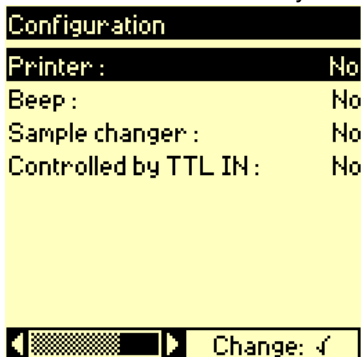 Configuration
Printer : No
Beep : No
Sample changer : No
Controlled by TTL IN : No
Change: √